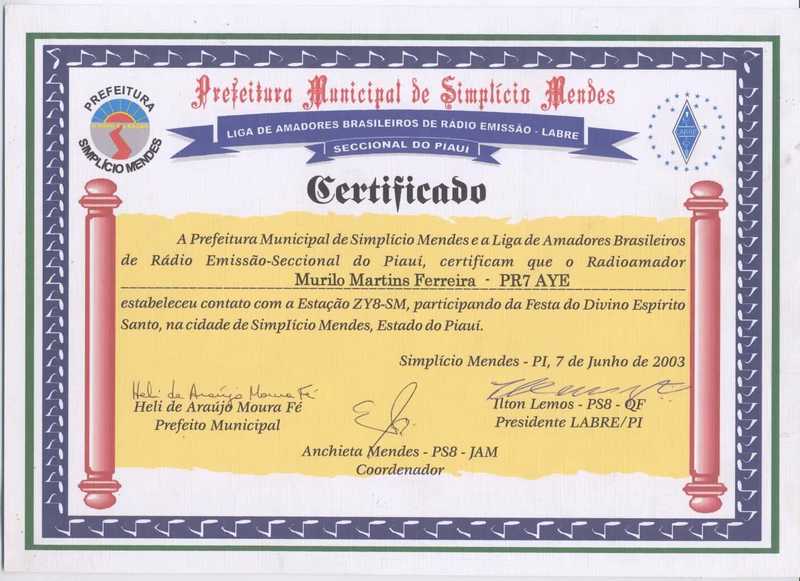 Prefeitura Municipal de Simplício Mendes
PREFEITURA
SIMPLÍCIO MENDES
LIGA DE AMADORES BRASILEIROS DE RÁDIO EMISSÃO - LABRE
SECCIONAL DO PIAUI
LABRE
Certificado
A Prefeitura Municipal de Simplício Mendes e a Liga de Amadores Brasileiros
de Rádio Emissão-Seccional do Piauí, certificam que o Radioamador
Murilo Martins Ferreira - PR7 AYE
estabeleceu contato com a Estação ZY8-SM, participando da Festa do Divino Espírito
Santo, na cidade de Simplício Mendes, Estado do Piauí.
Simplício Mendes - PI, 7 de Junho de 2003
Heli de Araújo Moura Fé
Heli de Araújo Moura Fé
Prefeito Municipal
Ilton Lemos - PS8 - QF
Presidente LABRE/PI
Anchieta Mendes - PS8 - JAM
Coordenador